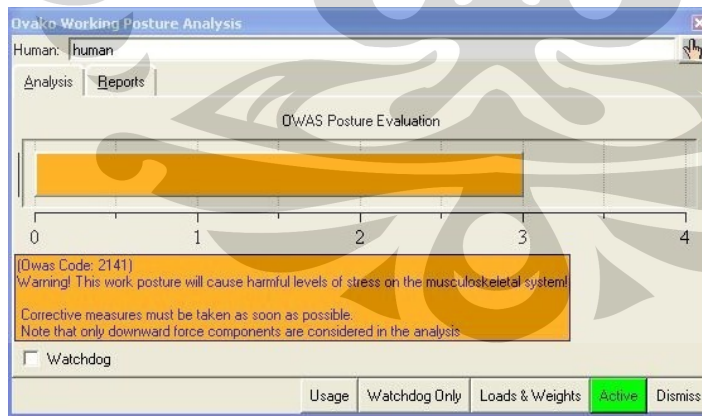 Ovako Working Posture Analysis
Human: human
Analysis Reports
OWAS Posture Evaluation
0 1 2 3 4
(Owas Code: 2141)
Warning! This work posture will cause harmful levels of stress on the musculoskeletal system!
Corrective measures must be taken as soon as possible.
Note that only downward force components are considered in the analysis
Watchdog
Usage Watchdog Only Loads & Weights Active Dismiss